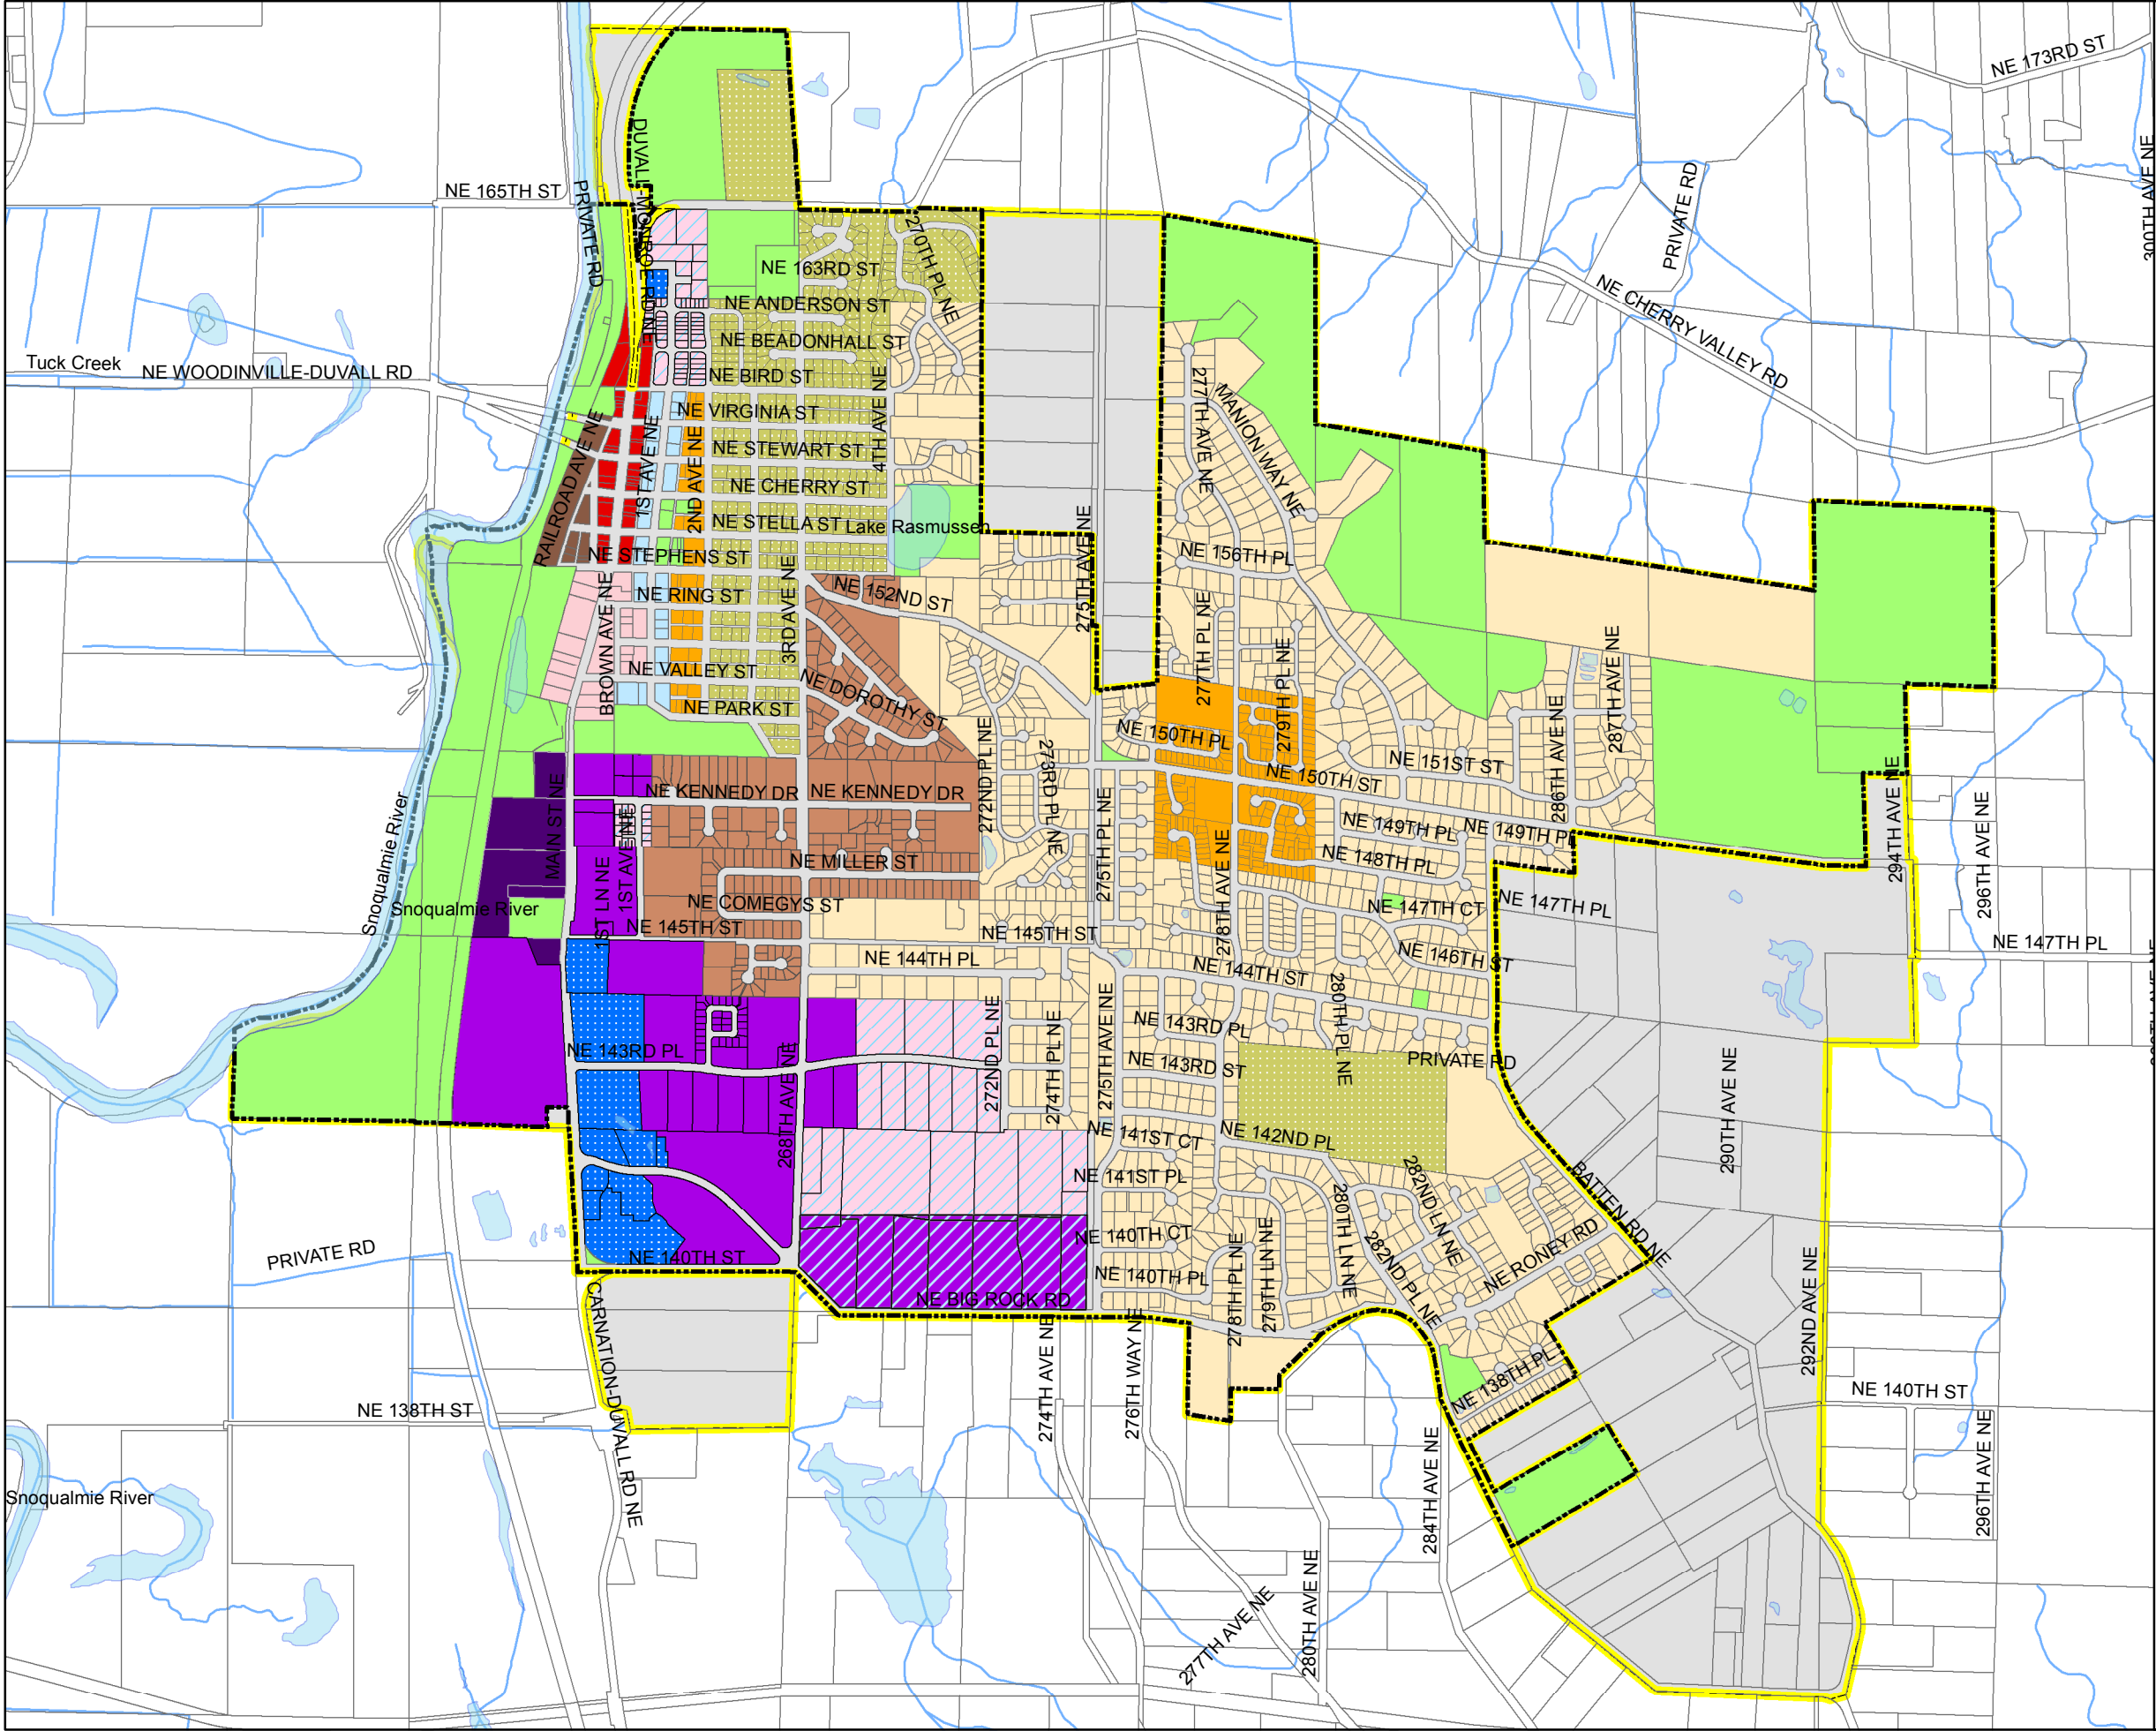 NE 173RD ST
300TH AVE NE
NE 165TH ST
PRIVATE RD
DUVALL-MONROE RD NE
PRIVATE RD
270TH PL NE
NE 163RD ST
NE ANDERSON ST
NE CHERRY VALLEY RD
NE BEADONHALL ST
Tuck Creek
NE WOODINVILLE-DUVALL RD
NE BIRD ST
277TH AVE NE
MANION WAY NE
NE VIRGINIA ST
4TH AVE NE
RAILROAD AVE NE
1ST AVE NE
2ND AVE NE
NE STEWART ST
NE CHERRY ST
NE STELLA ST
Lake Rasmussen
275TH AVE NE
NE STEPHENS ST
NE 156TH PL
BROWN AVE NE
NE RING ST
3RD AVE NE
NE 152ND ST
277TH PL NE
279TH PL NE
287TH AVE NE
NE VALLEY ST
NE DOROTHY ST
NE PARK ST
286TH AVE NE
272ND PL NE
273RD PL NE
NE 150TH PL
NE 151ST ST
NE 150TH ST
NE KENNEDY DR
NE KENNEDY DR
MAIN ST NE
1ST AVE NE
275TH PL NE
NE 149TH PL
NE 149TH PL
294TH AVE NE
296TH AVE NE
Snoqualmie River
1ST LN NE
NE MILLER ST
278TH AVE NE
NE 148TH PL
Snoqualmie River
NE COMEGYS ST
NE 147TH CT
NE 147TH PL
NE 145TH ST
NE 145TH ST
NE 146TH ST
NE 147TH PL
NE 144TH PL
NE 144TH ST
280TH PL NE
NE 143RD PL
NE 143RD PL
272ND PL NE
274TH PL NE
275TH AVE NE
NE 143RD ST
PRIVATE RD
268TH AVE NE
NE 141ST CT
NE 142ND PL
290TH AVE NE
NE 141ST PL
282ND LN NE
BATTEN RD NE
280TH LN NE
NE 140TH CT
PRIVATE RD
NE 140TH ST
278TH PL NE
279TH LN NE
282ND PL NE
NE RONEY RD
NE 140TH PL
NE BIG ROCK RD
292ND AVE NE
CARNATION-DUVALL RD NE
274TH AVE NE
276TH WAY NE
NE 138TH PL
NE 140TH ST
NE 138TH ST
284TH AVE NE
296TH AVE NE
Snoqualmie River
277TH AVE NE
280TH AVE NE